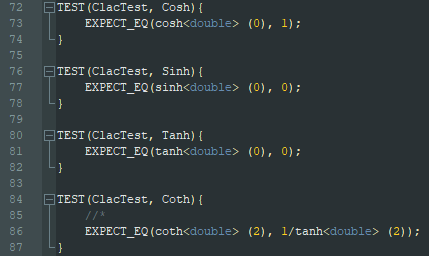 72 TEST(ClacTest, Cosh){
73 EXPECT_EQ(cosh<double> (0), 1);
74 }
75
76 TEST(ClacTest, Sinh){
77 EXPECT_EQ(sinh<double> (0), 0);
78 }
79
80 TEST(ClacTest, Tanh){
81 EXPECT_EQ(tanh<double> (0), 0);
82 }
83
84 TEST(ClacTest, Coth){
85 //*
86 EXPECT_EQ(coth<double> (2), 1/tanh<double> (2));
87 }